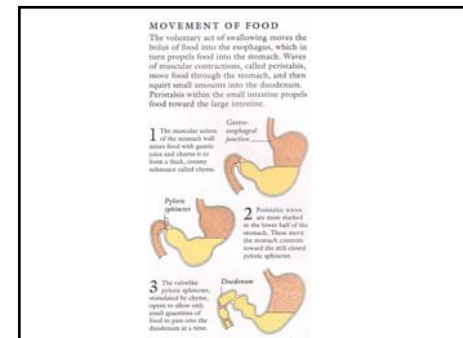 MOVEMENT OF FOOD
The voluntary act of swallowing moves the
bolus of food into the esophagus, which in
turn propels food into the stomach. Waves
of muscular contractions, called peristalsis,
move food through the stomach, and then
squirt small amounts into the duodenum.
Peristalsis within the small intestine propels
food toward the large intestine.
1 The muscular action
of the stomach wall
mixes food with gastric
juice and churns it to
form a thick, creamy
substance called chyme.
Gastro-
esophageal
junction
Pyloric
sphincter
2 Peristaltic waves
are most marked
in the lower half of the
stomach. These move
the stomach contents
toward the still-closed
pyloric sphincter.
3 The valvelike
pyloric sphincter,
stimulated by chyme,
opens to allow only
small quantities of
food to pass into the
duodenum at a time.
Duodenum